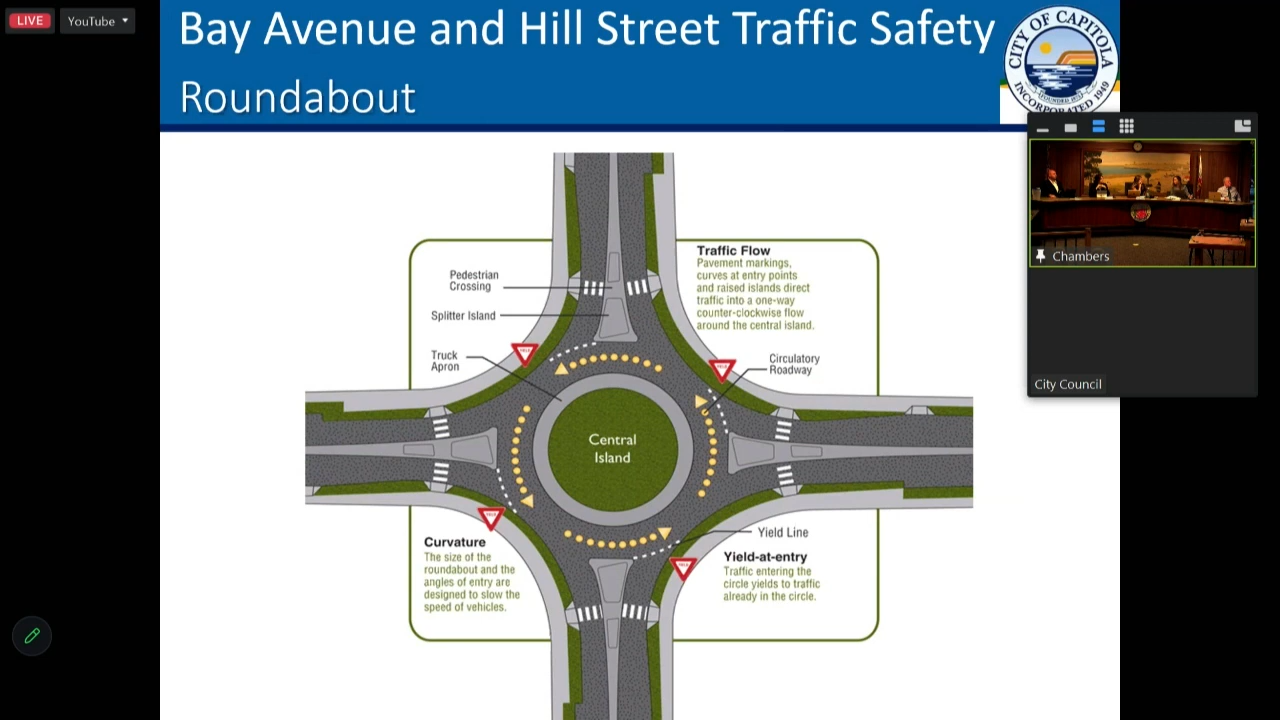 LIVE
YouTube
Bay Avenue and Hill Street Traffic Safety
Roundabout
CITY OF CAPITOLA
INCORPORATED 1949
Chambers
City Council
Pedestrian
Crossing
Splitter Island
Truck
Apron
Traffic Flow
Pavement markings,
curves at entry points
and raised islands direct
traffic into a one-way
counter-clockwise flow
around the central island.
Circulatory
Roadway
Central
Island
Curvature
The size of the
roundabout and the
angles of entry are
designed to slow the
speed of vehicles.
Yield Line
Yield-at-entry
Traffic entering the
circle yields to traffic
already in the circle.